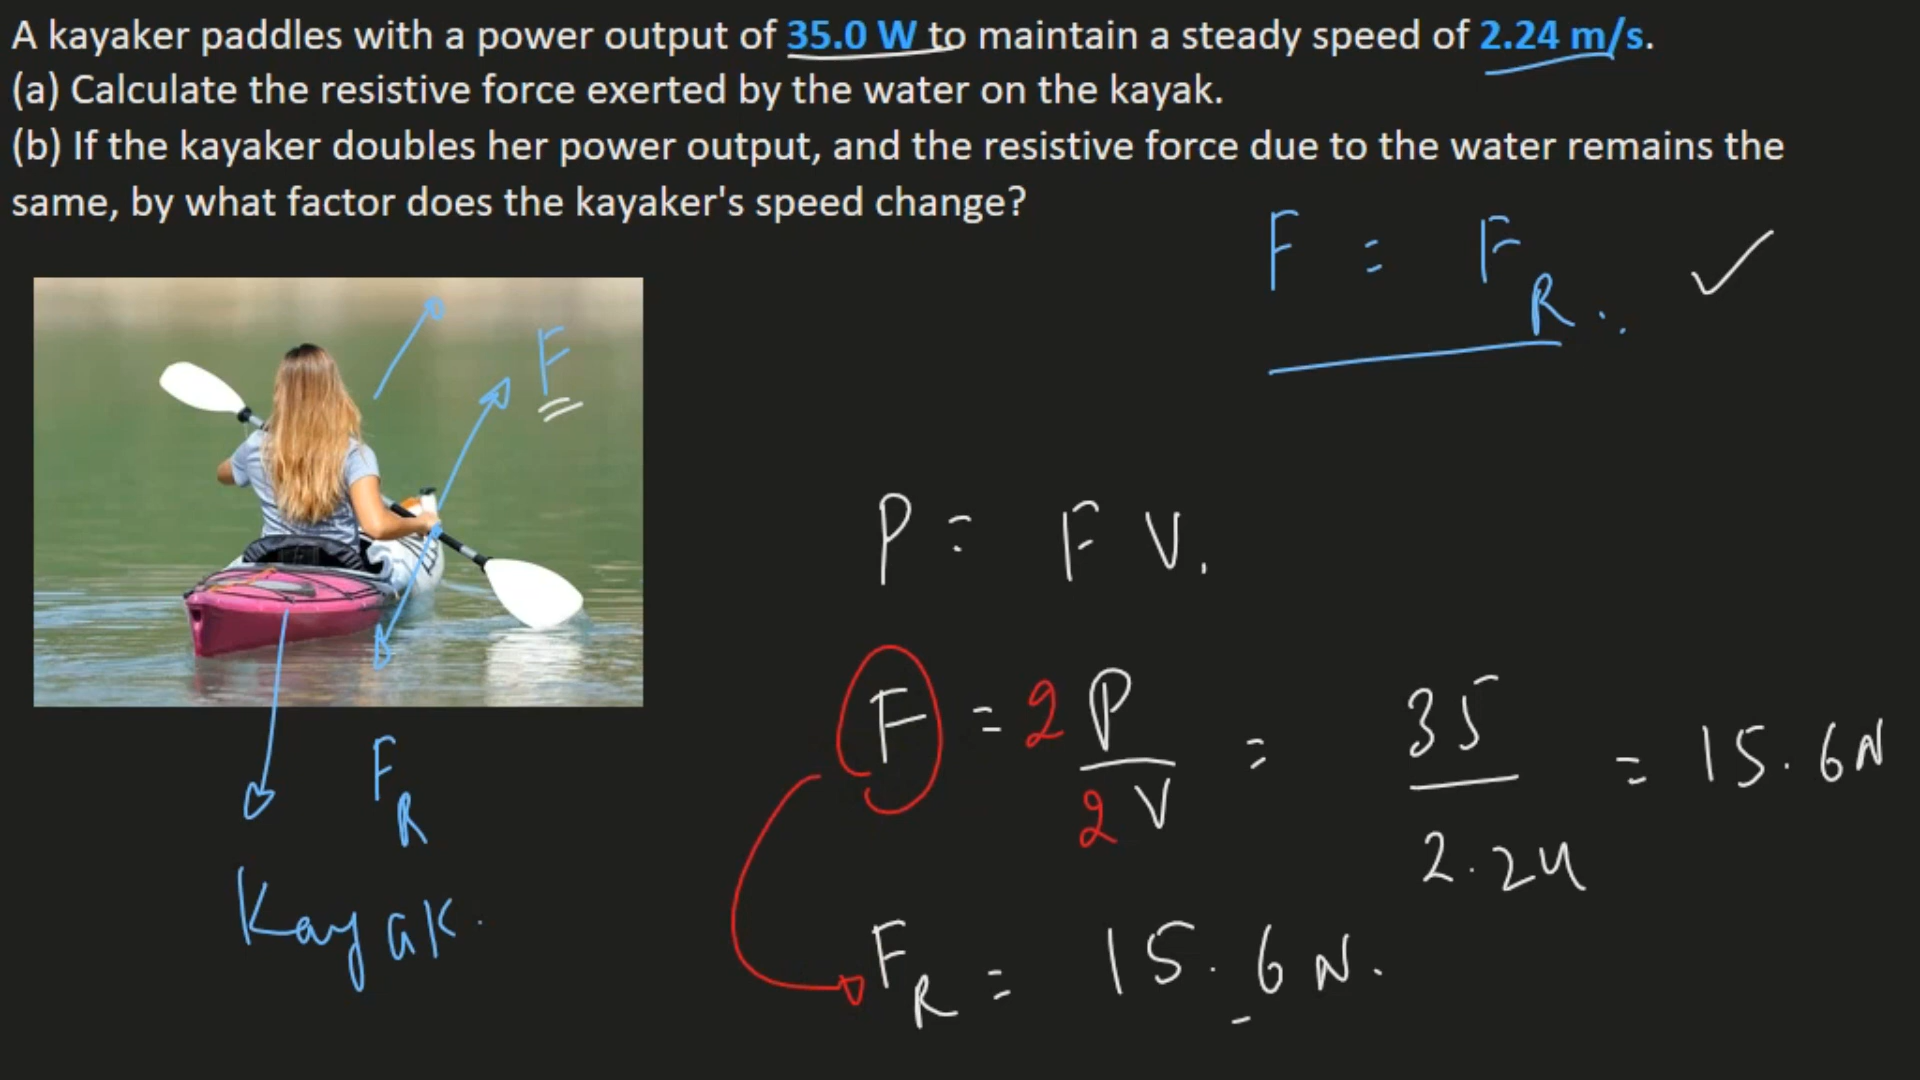 A kayaker paddles with a power output of 35.0 W to maintain a steady speed of 2.24 m/s.
(a) Calculate the resistive force exerted by the water on the kayak.
(b) If the kayaker doubles her power output, and the resistive force due to the water remains the
same, by what factor does the kayaker's speed change?
F = F_R.
F
P = F V.
F = 2P / 2V = 35 / 2.24 = 15.6N
F_R
Kayak.
F_R = 15.6 N.